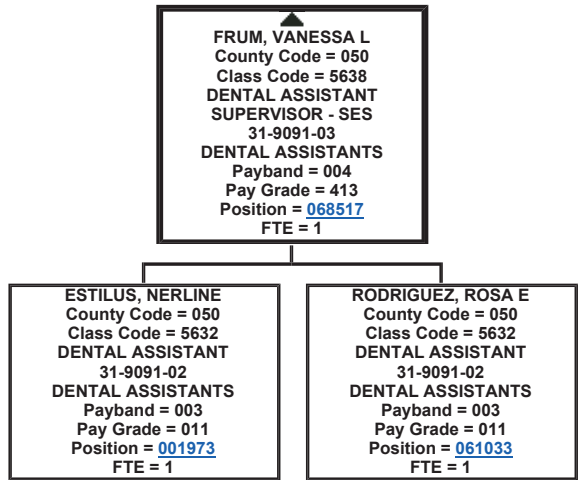 FRUM, VANESSA L
County Code = 050
Class Code = 5638
DENTAL ASSISTANT
SUPERVISOR - SES
31-9091-03
DENTAL ASSISTANTS
Payband = 004
Pay Grade = 413
Position = 068517
FTE = 1
ESTILUS, NERLINE
County Code = 050
Class Code = 5632
DENTAL ASSISTANT
31-9091-02
DENTAL ASSISTANTS
Payband = 003
Pay Grade = 011
Position = 001973
FTE = 1
RODRIGUEZ, ROSA E
County Code = 050
Class Code = 5632
DENTAL ASSISTANT
31-9091-02
DENTAL ASSISTANTS
Payband = 003
Pay Grade = 011
Position = 061033
FTE = 1